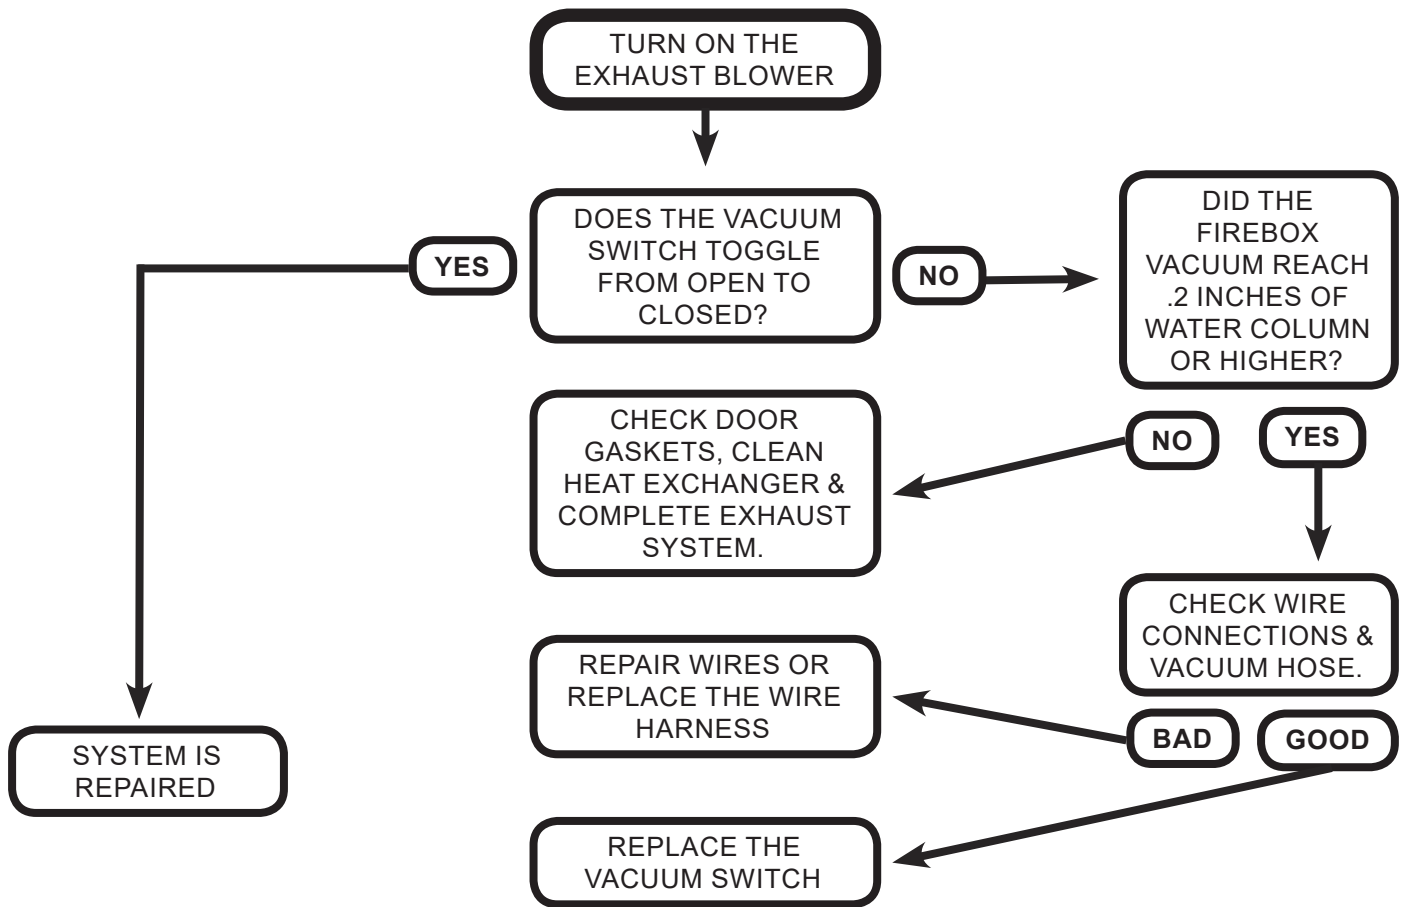 TURN ON THE
EXHAUST BLOWER
DOES THE VACUUM
SWITCH TOGGLE
FROM OPEN TO
CLOSED?
YES
NO
DID THE
FIREBOX
VACUUM REACH
.2 INCHES OF
WATER COLUMN
OR HIGHER?
NO
YES
CHECK DOOR
GASKETS, CLEAN
HEAT EXCHANGER &
COMPLETE EXHAUST
SYSTEM.
CHECK WIRE
CONNECTIONS &
VACUUM HOSE.
BAD
GOOD
REPAIR WIRES OR
REPLACE THE WIRE
HARNESS
SYSTEM IS
REPAIRED
REPLACE THE
VACUUM SWITCH